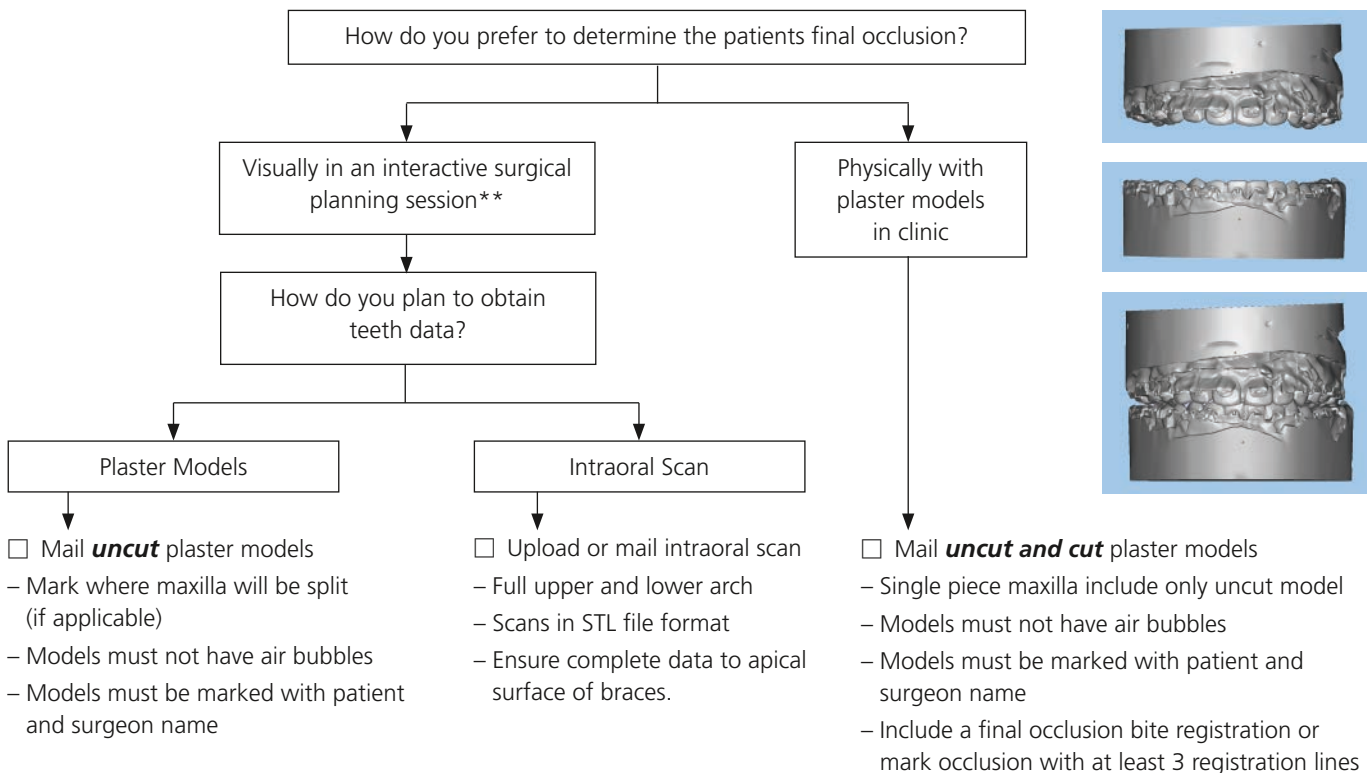 How do you prefer to determine the patients final occlusion?
Visually in an interactive surgical
planning session**
Physically with
plaster models
in clinic
How do you plan to obtain
teeth data?
Plaster Models
Intraoral Scan
☐ Mail uncut plaster models
– Mark where maxilla will be split
(if applicable)
– Models must not have air bubbles
– Models must be marked with patient
and surgeon name
☐ Upload or mail intraoral scan
– Full upper and lower arch
– Scans in STL file format
– Ensure complete data to apical
surface of braces.
☐ Mail uncut and cut plaster models
– Single piece maxilla include only uncut model
– Models must not have air bubbles
– Models must be marked with patient and
surgeon name
– Include a final occlusion bite registration or
mark occlusion with at least 3 registration lines